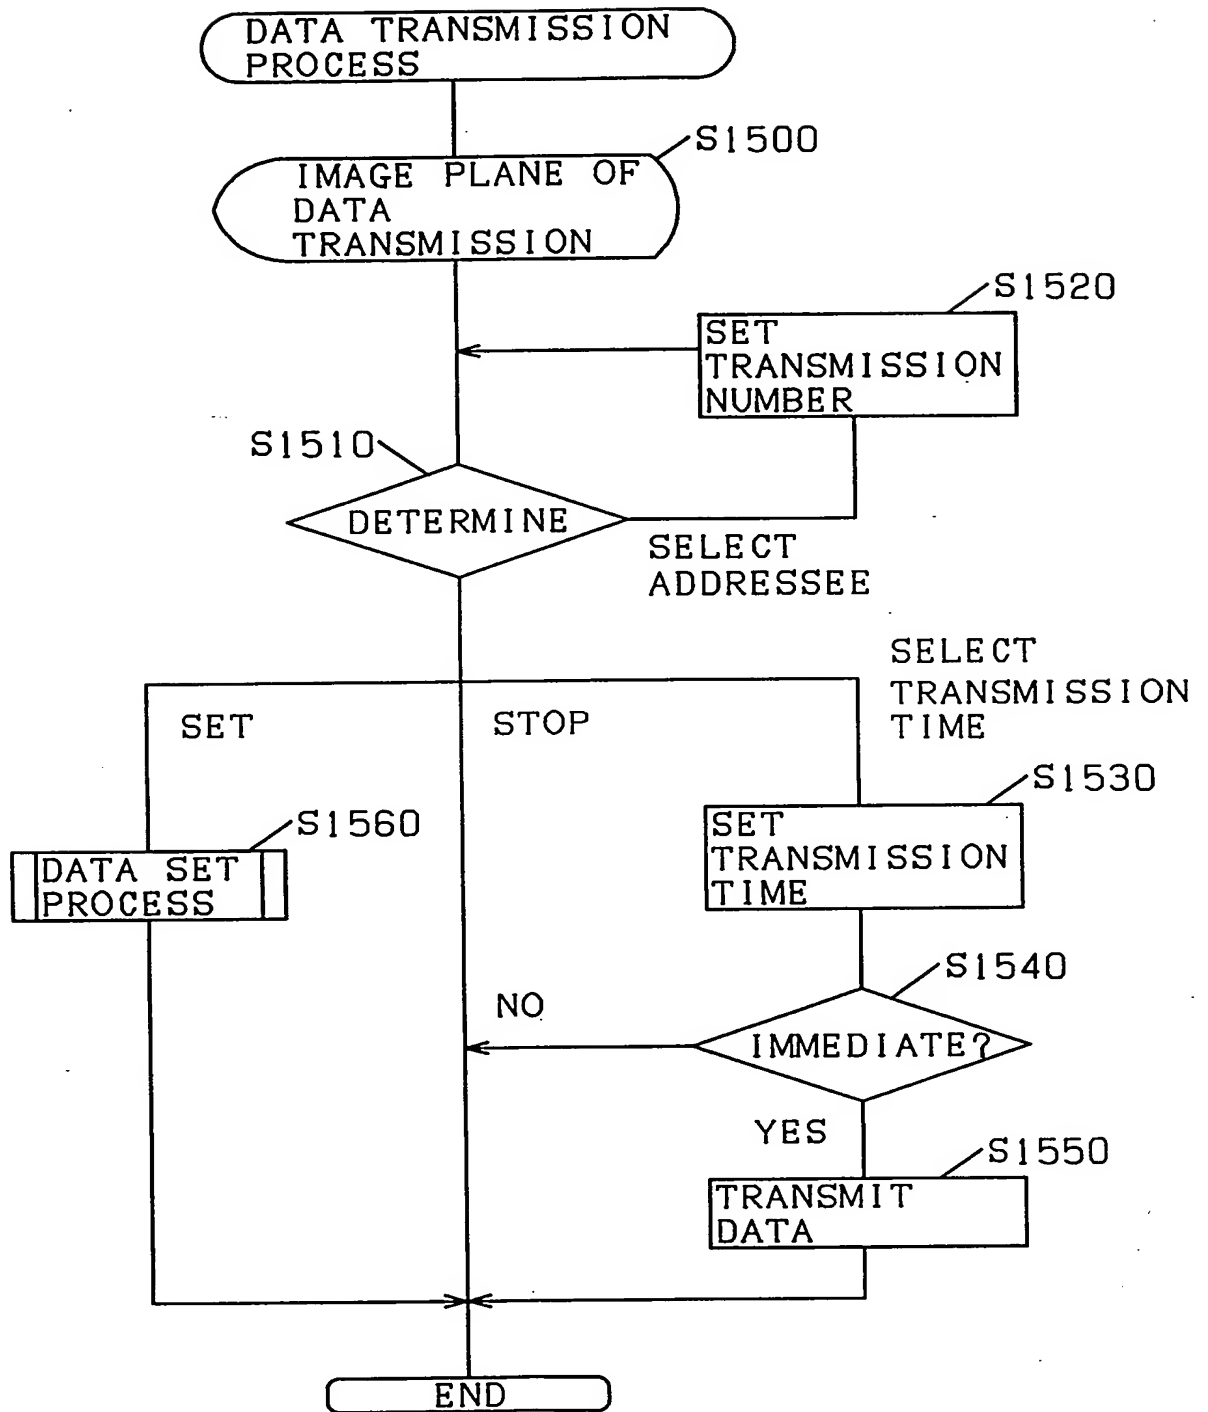 DATA TRANSMISSION
PROCESS
S1500
IMAGE PLANE OF
DATA
TRANSMISSION
S1520
SET
TRANSMISSION
NUMBER
S1510
DETERMINE
SELECT
ADDRESSEE
SELECT
TRANSMISSION
TIME
SET
STOP
S1530
SET
TRANSMISSION
TIME
S1560
DATA SET
PROCESS
S1540
NO
IMMEDIATE?
YES
S1550
TRANSMIT
DATA
END